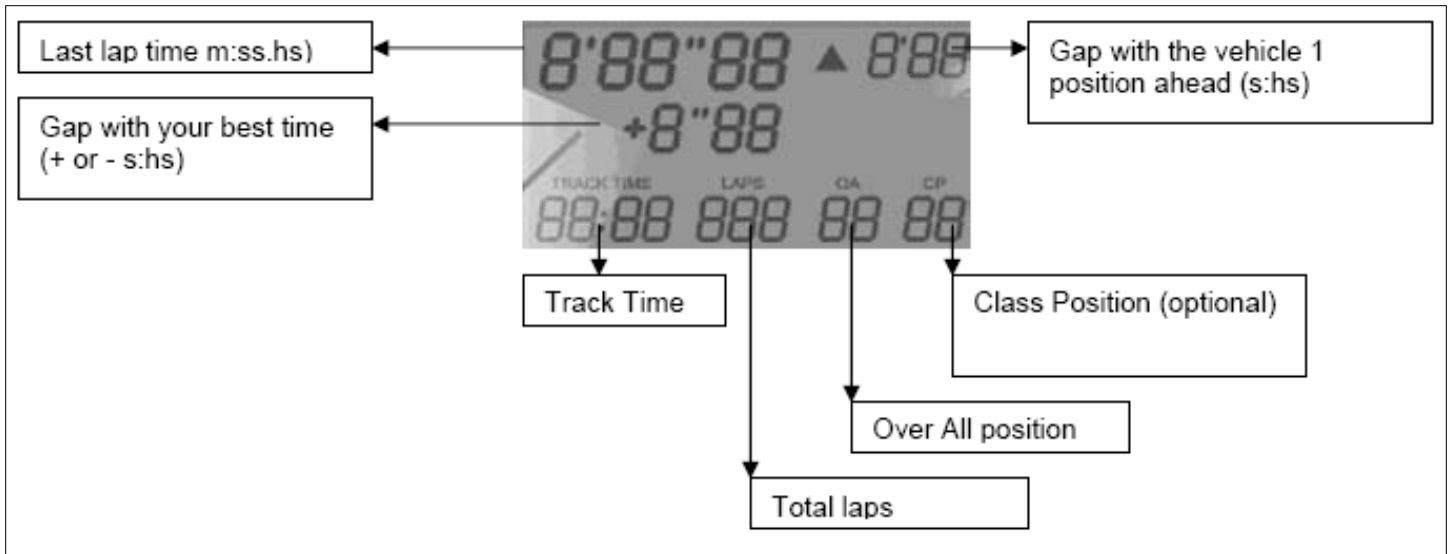 Last lap time m:ss.hs)
8'88"88 ▲ 8'88
Gap with the vehicle 1
position ahead (s:hs)
Gap with your best time
(+ or - s:hs)
+8"88
TRACK TIME LAPS OA CP
88:88 888 88 88
Track Time
Class Position (optional)
Over All position
Total laps